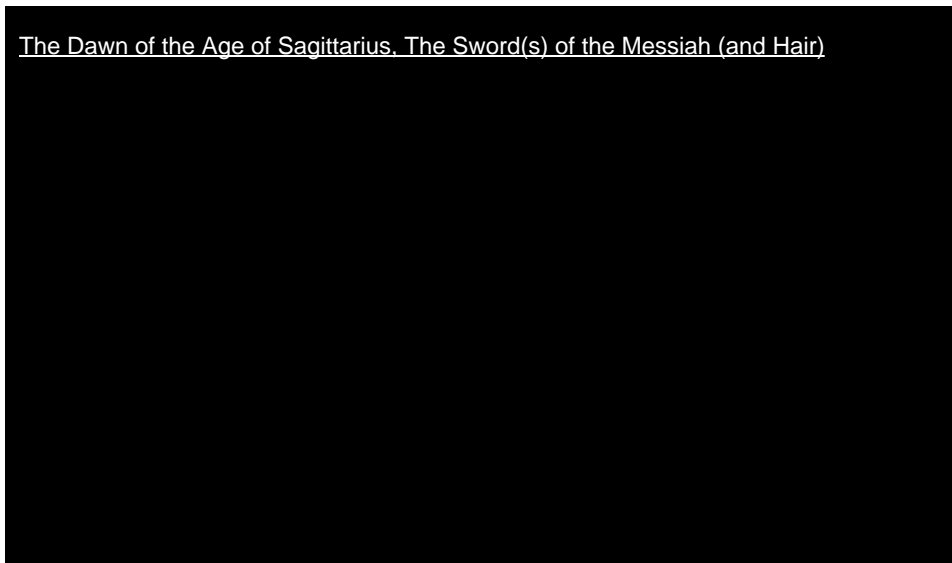 The Dawn of the Age of Sagittarius, The Sword(s) of the Messiah (and Hair)